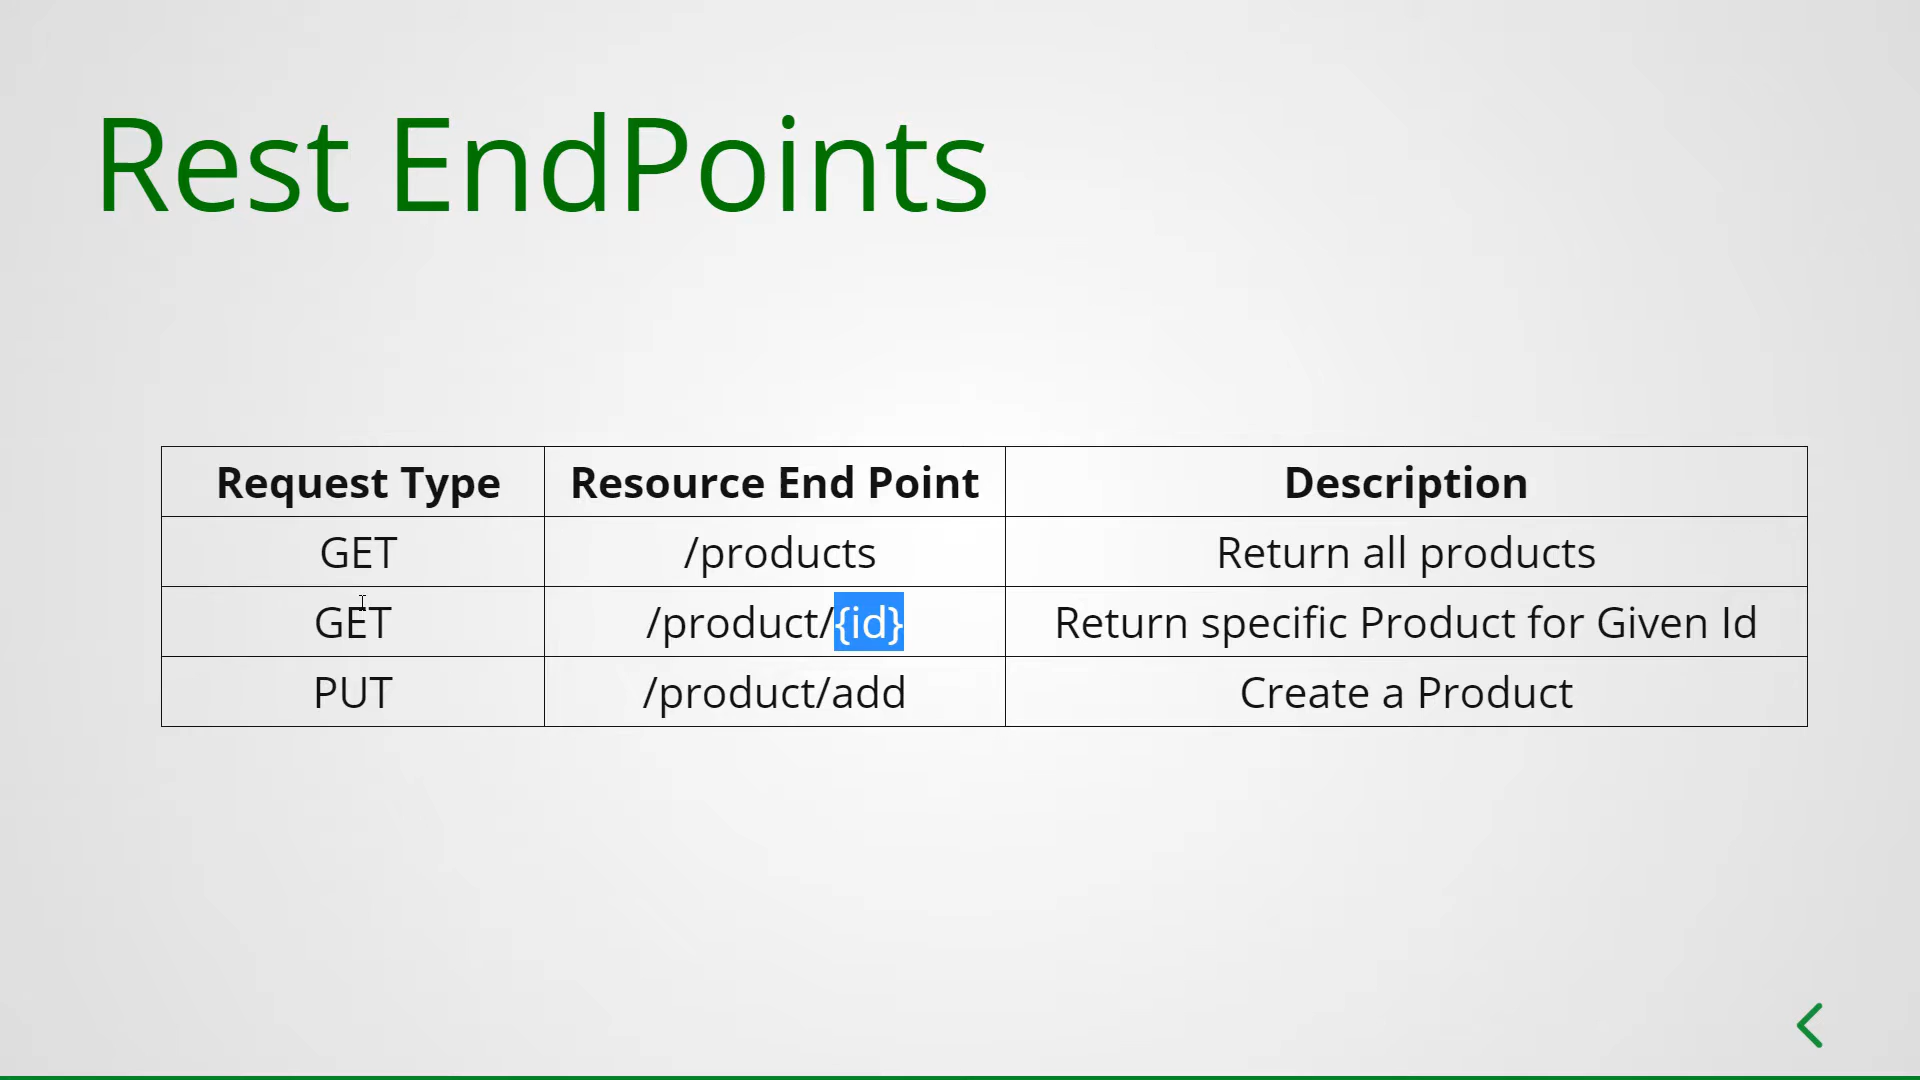 Rest EndPoints
Request Type Resource End Point Description
GET /products Return all products
GET /product/{id} Return specific Product for Given Id
PUT /product/add Create a Product